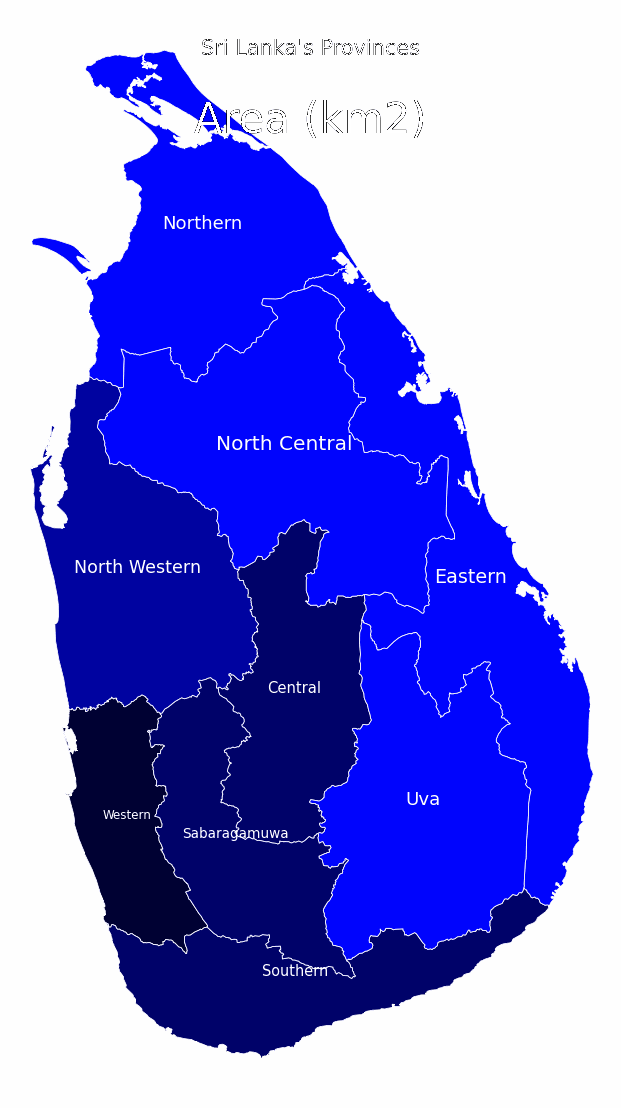 Sri Lanka's Provinces
Area (km2)
Northern
North Central
North Western
Eastern
Central
Uva
Western
Sabaragamuwa
Southern